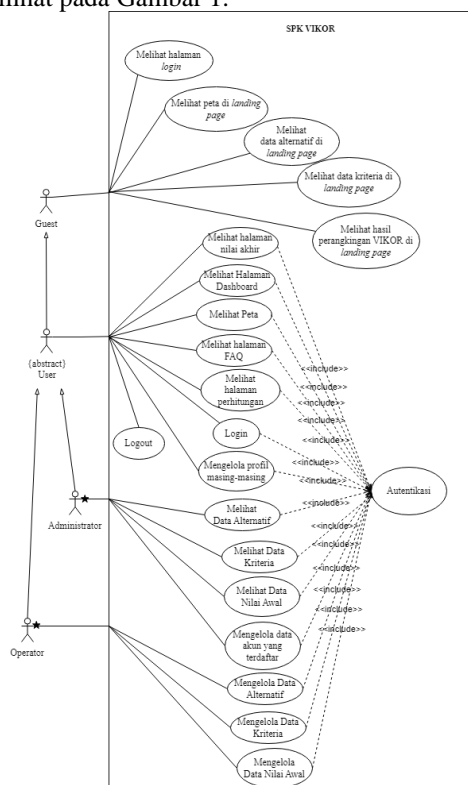 lihat pada Gambar 1.
SPK VIKOR
Melihat halaman
login
Melihat peta di landing
page
Melihat
data alternatif di
landing page
Melihat data kriteria di
landing page
Melihat hasil
perangkingan VIKOR di
landing page
Guest
Melihat halaman
nilai akhir
Melihat Halaman
Dashboard
Melihat Peta
Melihat halaman
FAQ
Melihat
halaman
perhitungan
Login
Mengelola profil
masing-masing
Logout
{abstract}
User
Melihat
Data Alternatif
Melihat Data
Kriteria
Melihat Data
Nilai Awal
Mengelola data
akun yang
terdaftar
Administrator
Mengelola Data
Alternatif
Mengelola Data
Kriteria
Mengelola
Data Nilai Awal
Operator
<<include>>
<<include>>
<<include>>
<<include>>
<<include>>
<<include>>
<<include>>
<<include>>
<<include>>
<<include>>
<<include>>
<<include>>
Autentikasi